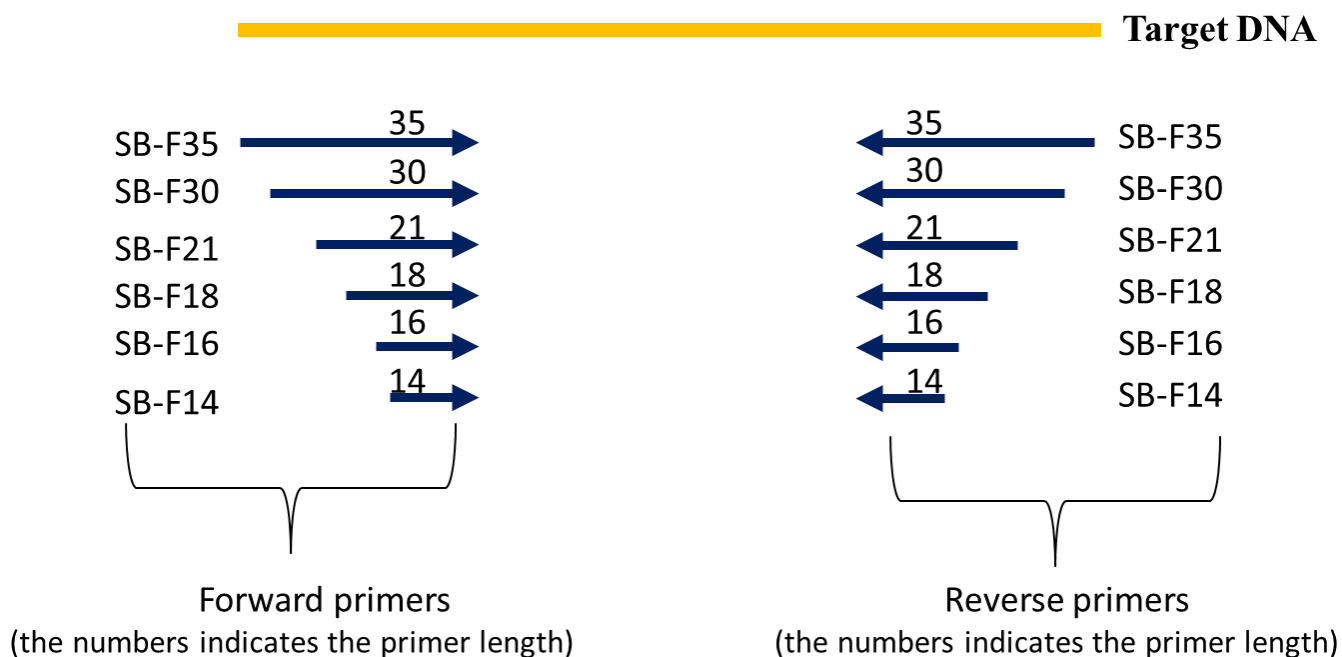 Target DNA
SB-F35 35
SB-F30 30
SB-F21 21
SB-F18 18
SB-F16 16
SB-F14 14
Forward primers
(the numbers indicates the primer length)
35 SB-F35
30 SB-F30
21 SB-F21
18 SB-F18
16 SB-F16
14 SB-F14
Reverse primers
(the numbers indicates the primer length)